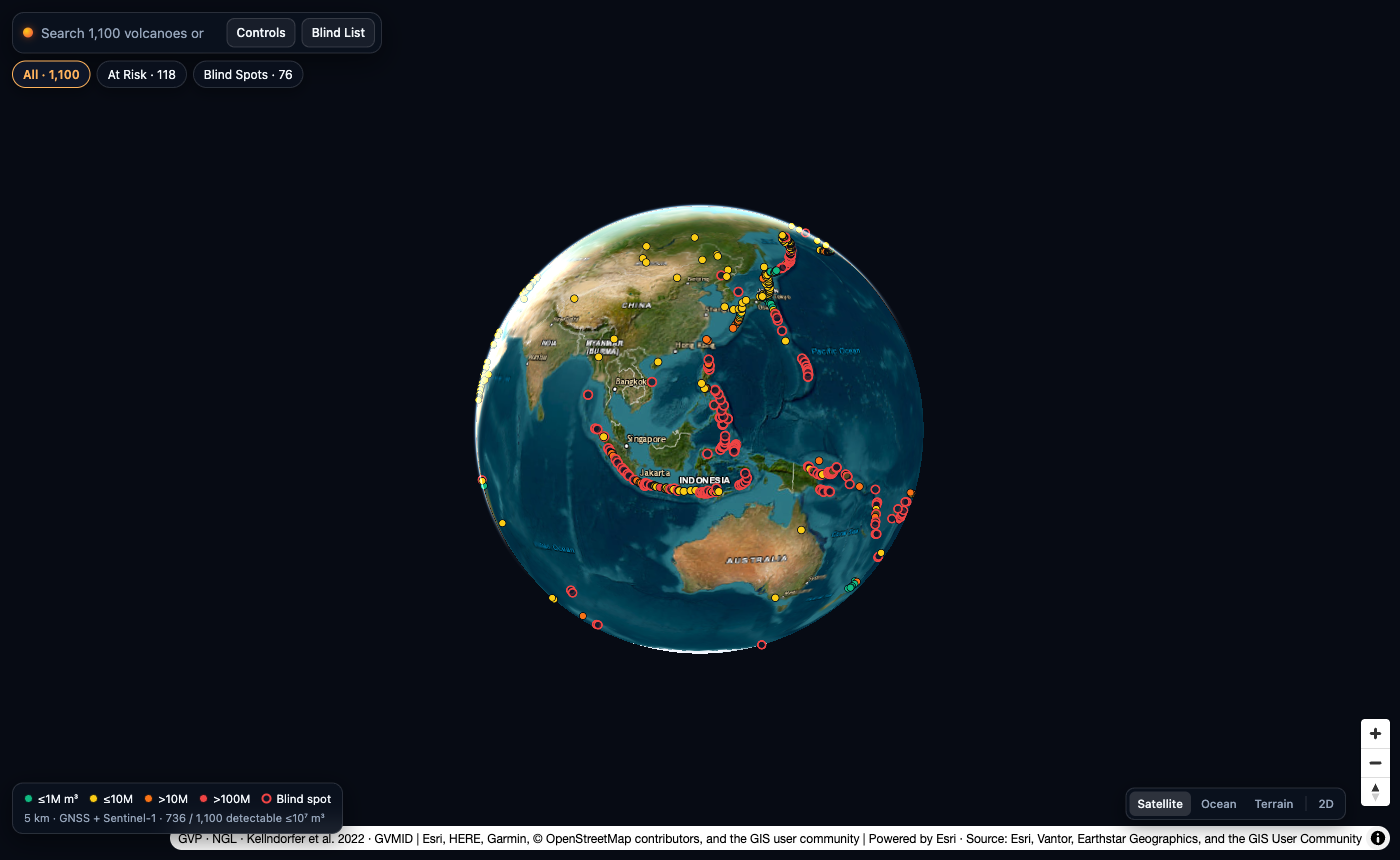 Search 1,100 volcanoes or
Controls
Blind List
All · 1,100
At Risk · 118
Blind Spots · 76
CHINA
Beijing
INDIA
MYANMAR
(BURMA)
Hong Kong
Bangkok
Pacific Ocean
Singapore
Jakarta
INDONESIA
AUSTRALIA
≤1M m³
≤10M
>10M
>100M
Blind spot
5 km · GNSS + Sentinel-1 · 736 / 1,100 detectable ≤10⁷ m³
Satellite
Ocean
Terrain
2D
GVP · NGL · Kellndorfer et al. 2022 · GVMID | Esri, HERE, Garmin, © OpenStreetMap contributors, and the GIS user community | Powered by Esri · Source: Esri, Vantor, Earthstar Geographics, and the GIS User Community